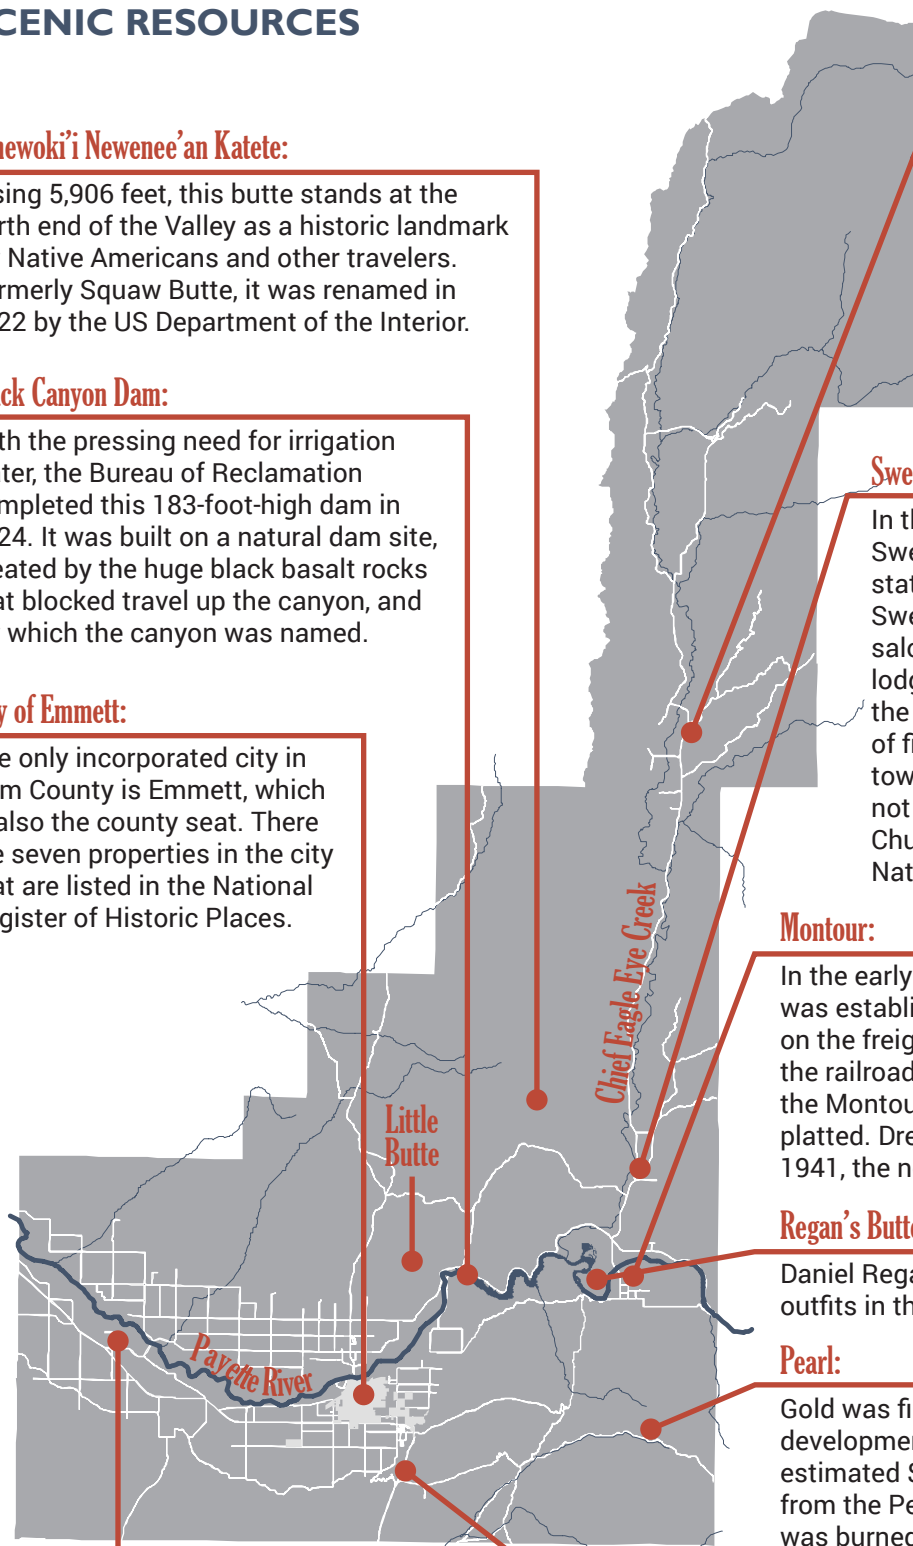 CENIC RESOURCES
newoki'i Newenee'an Katete:
sing 5,906 feet, this butte stands at the
rth end of the Valley as a historic landmark
Native Americans and other travelers.
rmerly Squaw Butte, it was renamed in
22 by the US Department of the Interior.
ck Canyon Dam:
th the pressing need for irrigation
ter, the Bureau of Reclamation
mpleted this 183-foot-high dam in
24. It was built on a natural dam site,
eated by the huge black basalt rocks
at blocked travel up the canyon, and
which the canyon was named.
y of Emmett:
e only incorporated city in
m County is Emmett, which
also the county seat. There
e seven properties in the city
at are listed in the National
gister of Historic Places.
Swe
In th
Swe
stat
Swe
salo
lodg
the
of fi
tow
not
Chu
Nat
Chief Eagle Eye Creek
Montour:
In the early
was establi
on the freig
the railroad
the Montou
platted. Dre
1941, the n
Little
Butte
Regan's Butte
Daniel Rega
outfits in th
Payette River
Pearl:
Gold was fi
developmen
estimated S
from the Pe
was burned